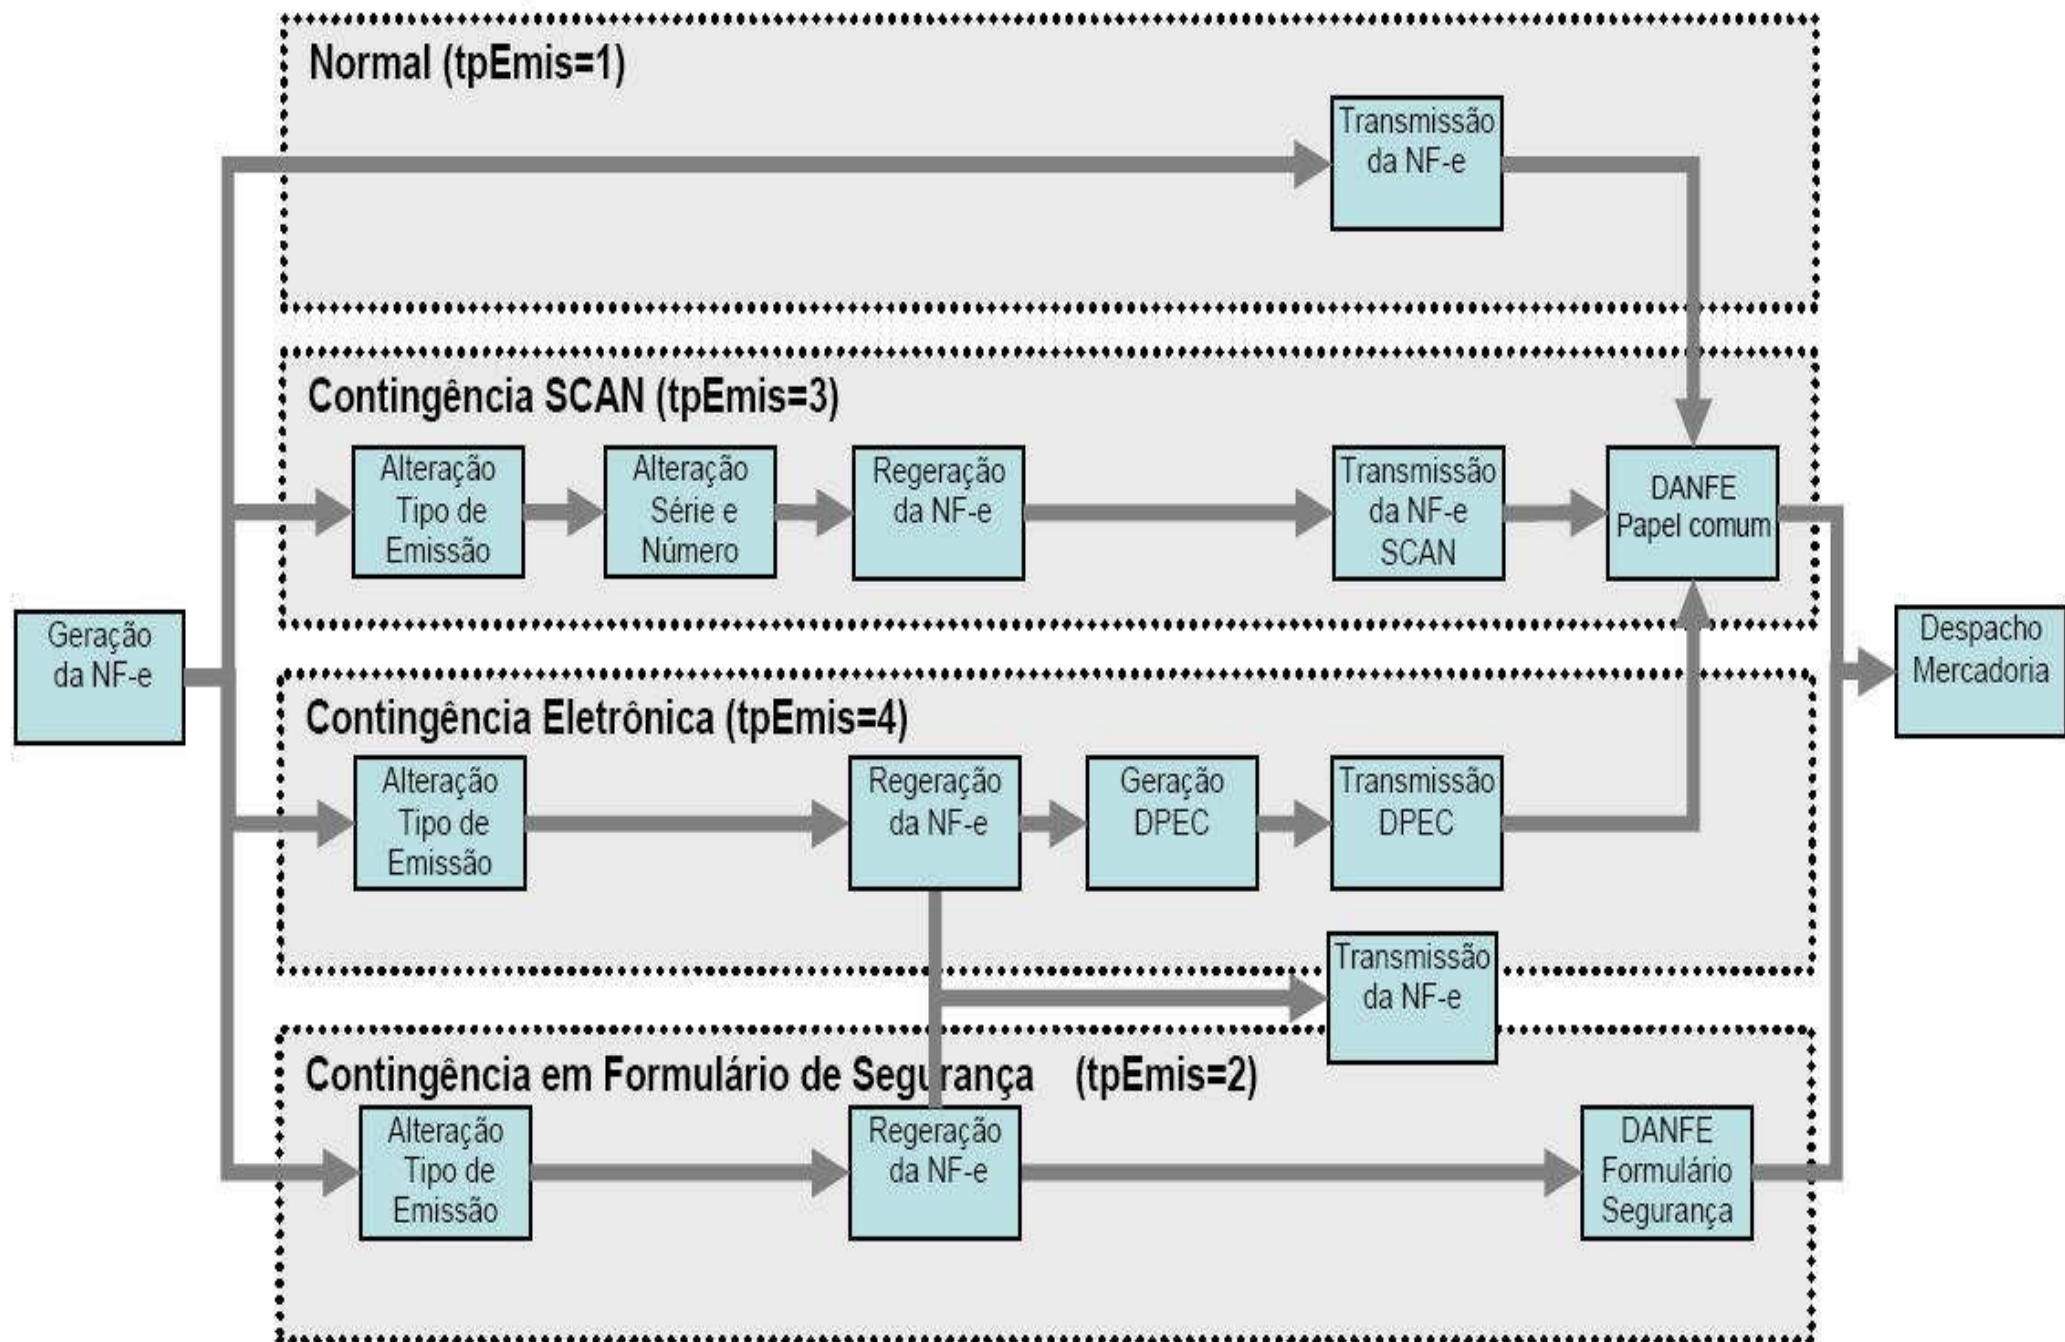 Normal (tpEmis=1)
Transmissão
da NF-e
Contingência SCAN (tpEmis=3)
Alteração
Tipo de
Emissão
Alteração
Série e
Número
Regeração
da NF-e
Transmissão
da NF-e
SCAN
DANFE
Papel comum
Geração
da NF-e
Despacho
Mercadoria
Contingência Eletrônica (tpEmis=4)
Alteração
Tipo de
Emissão
Regeração
da NF-e
Geração
DPEC
Transmissão
DPEC
Transmissão
da NF-e
Contingência em Formulário de Segurança (tpEmis=2)
Alteração
Tipo de
Emissão
Regeração
da NF-e
DANFE
Formulário
Segurança